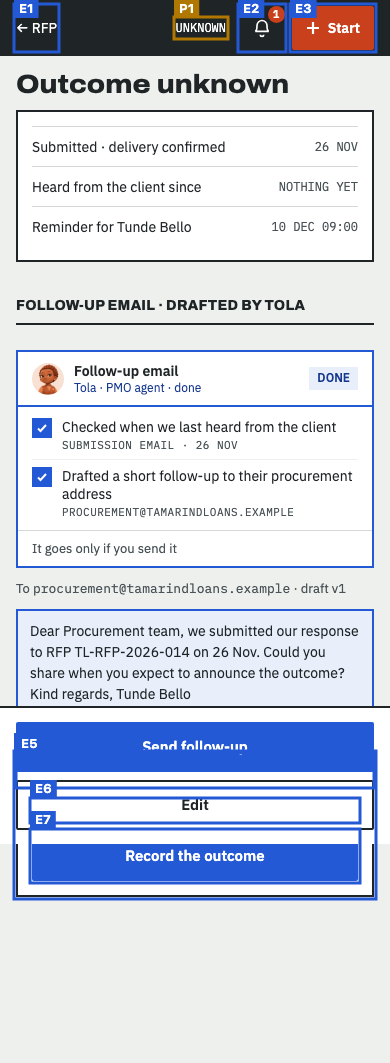 E1
← RFP
P1
UNKNOWN
E2
1
E3
+ Start
Outcome unknown
Submitted · delivery confirmed 26 NOV
Heard from the client since NOTHING YET
Reminder for Tunde Bello 10 DEC 09:00
FOLLOW-UP EMAIL · DRAFTED BY TOLA
Follow-up email
Tola · PMO agent · done
DONE
Checked when we last heard from the client
SUBMISSION EMAIL · 26 NOV
Drafted a short follow-up to their procurement
address
PROCUREMENT@TAMARINDLOANS.EXAMPLE
It goes only if you send it
To procurement@tamarindloans.example · draft v1
Dear Procurement team, we submitted our response
to RFP TL-RFP-2026-014 on 26 Nov. Could you
share when you expect to announce the outcome?
Kind regards, Tunde Bello
E5
Send follow-up
E6
Edit
E7
Record the outcome